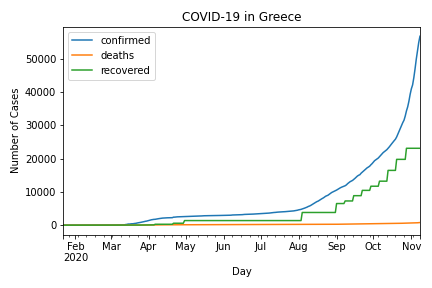 COVID-19 in Greece
confirmed
deaths
recovered
Number of Cases
50000
40000
30000
20000
10000
0
Feb Mar Apr May Jun Jul Aug Sep Oct Nov
2020
Day